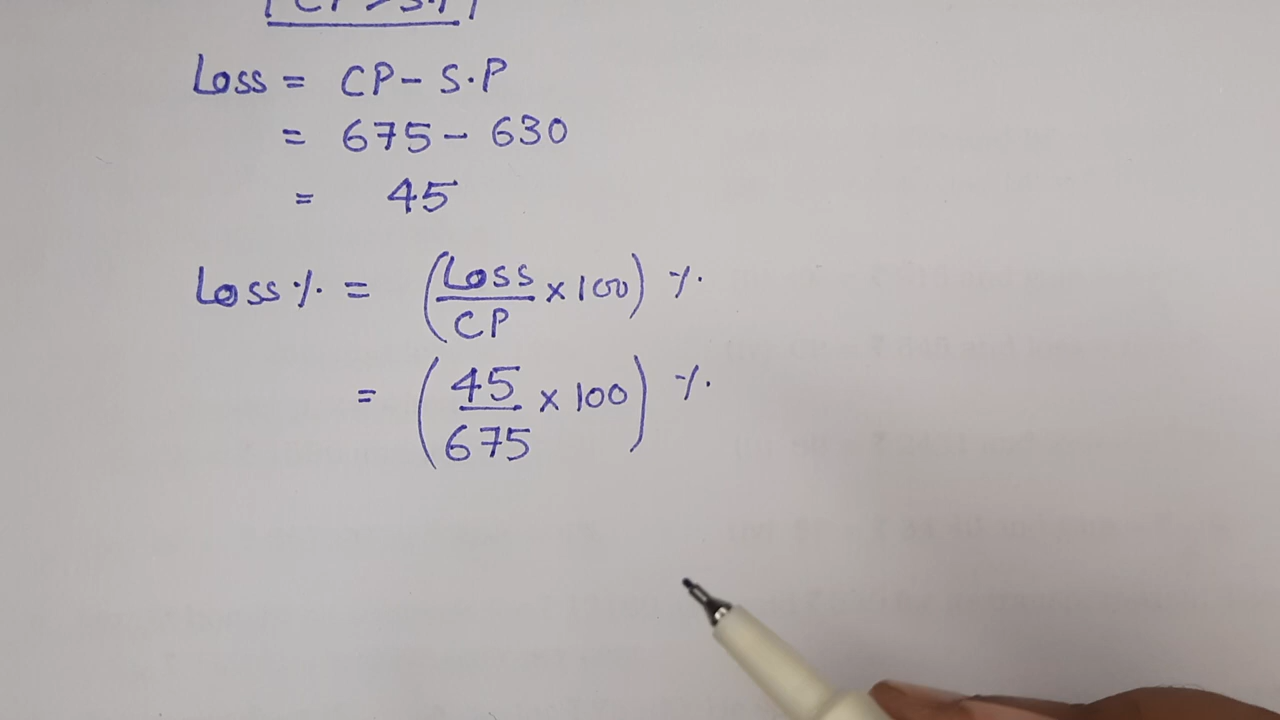 Loss = CP - S.P
= 675 - 630
= 45
Loss % = (Loss/CP × 100) %
= (45/675 × 100) %